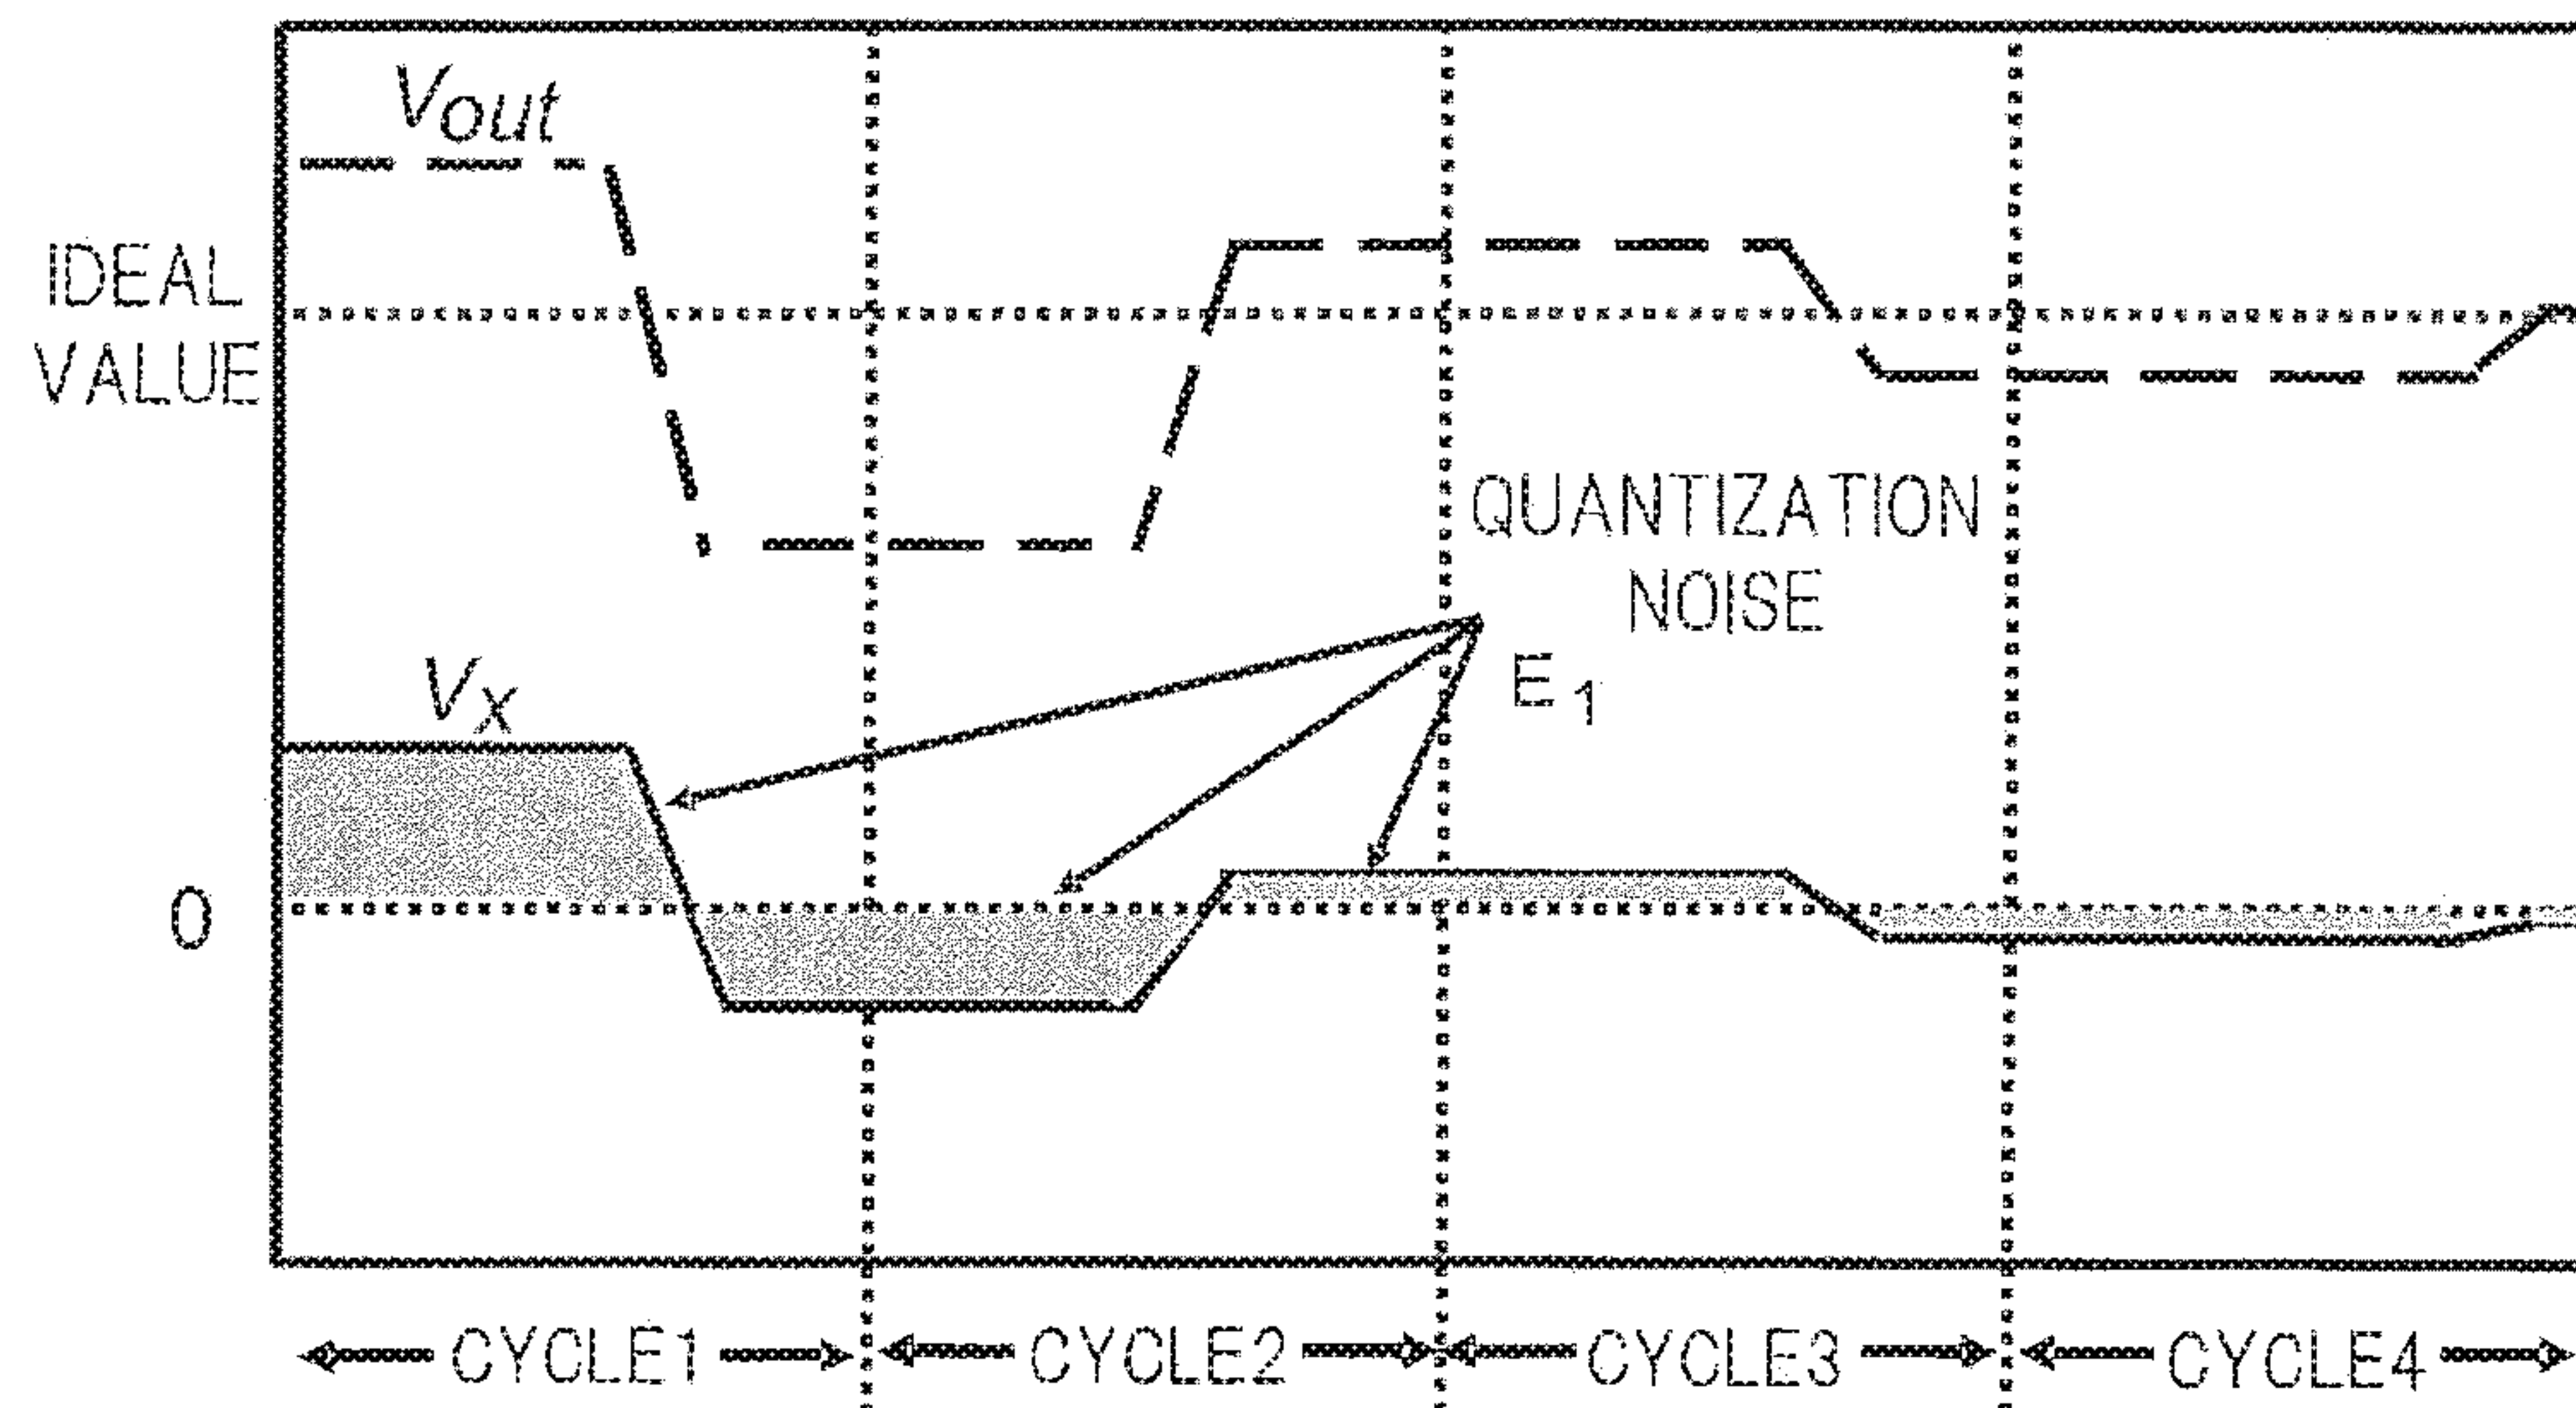 Vout
IDEAL
VALUE
QUANTIZATION
NOISE
E1
Vx
0
CYCLE1
CYCLE2
CYCLE3
CYCLE4